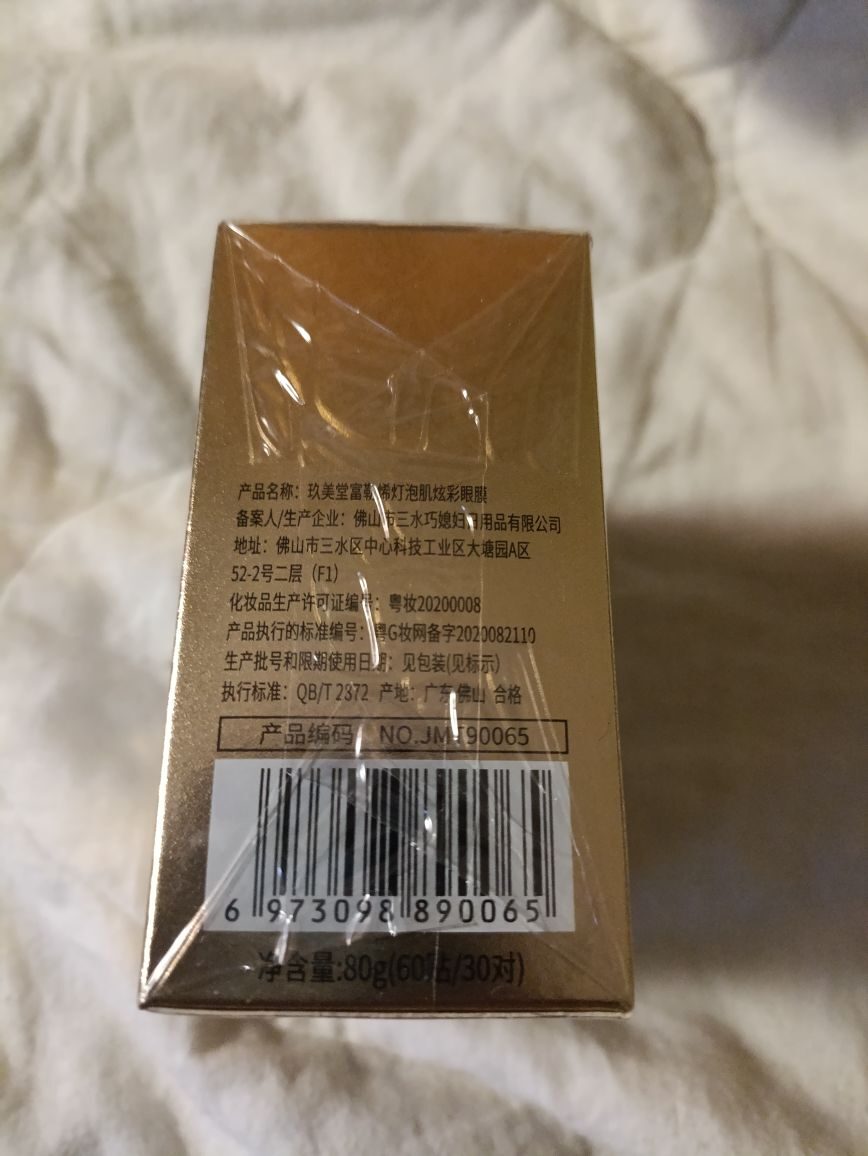 产品名称：玖美堂富勒烯灯泡肌炫彩眼膜
备案人/生产企业：佛山市三水巧媳妇日用品有限公司
地址：佛山市三水区中心科技工业区大塘园A区
52-2号二层（F1）
化妆品生产许可证编号：粤妆20200008
产品执行的标准编号：粤G妆网备字2020082110
生产批号和限期使用日期：见包装(见标示)
执行标准：QB/T 2372 产地：广东佛山 合格
产品编码：NO.JMT90065
6 973098 890065
净含量:80g(60贴/30对)